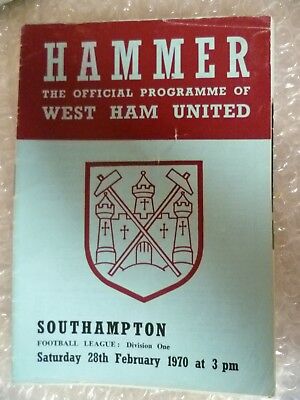 HAMMER
THE OFFICIAL PROGRAMME OF
WEST HAM UNITED
SOUTHAMPTON
FOOTBALL LEAGUE: Division One
Saturday 28th February 1970 at 3 pm